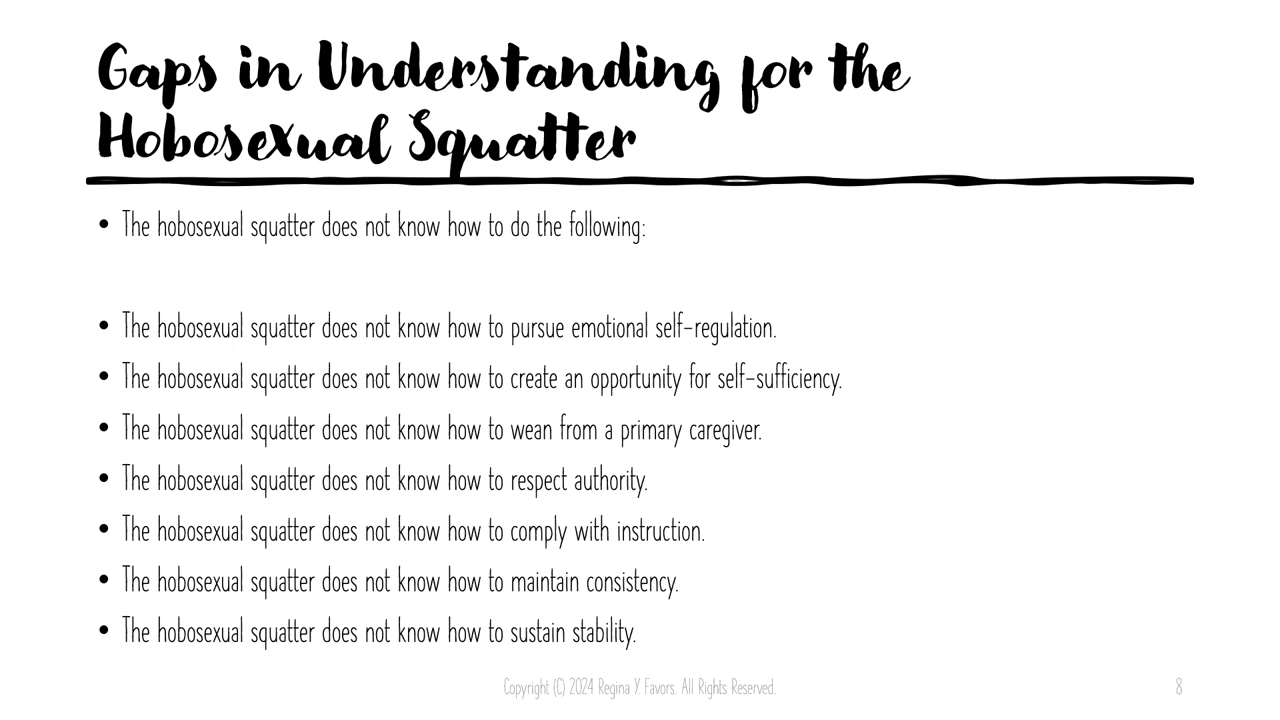 Gaps in Understanding for the
Hobosexual Squatter
• The hobosexual squatter does not know how to do the following:
• The hobosexual squatter does not know how to pursue emotional self-regulation.
• The hobosexual squatter does not know how to create an opportunity for self-sufficiency.
• The hobosexual squatter does not know how to wean from a primary caregiver.
• The hobosexual squatter does not know how to respect authority.
• The hobosexual squatter does not know how to comply with instruction.
• The hobosexual squatter does not know how to maintain consistency.
• The hobosexual squatter does not know how to sustain stability.
Copyright (C) 2024 Regina Y. Favors. All Rights Reserved.
8